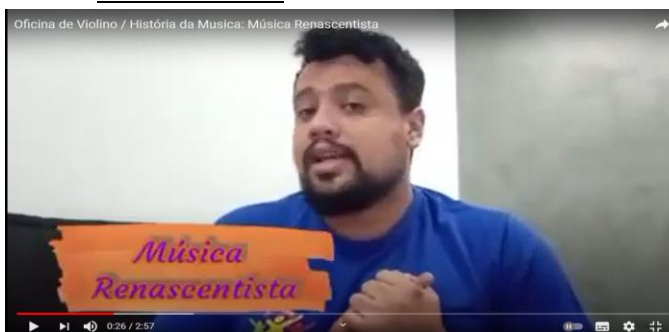 Oficina de Violino / História da Musica: Música Renascentista
Música
Renascentista
0:26 / 2:57